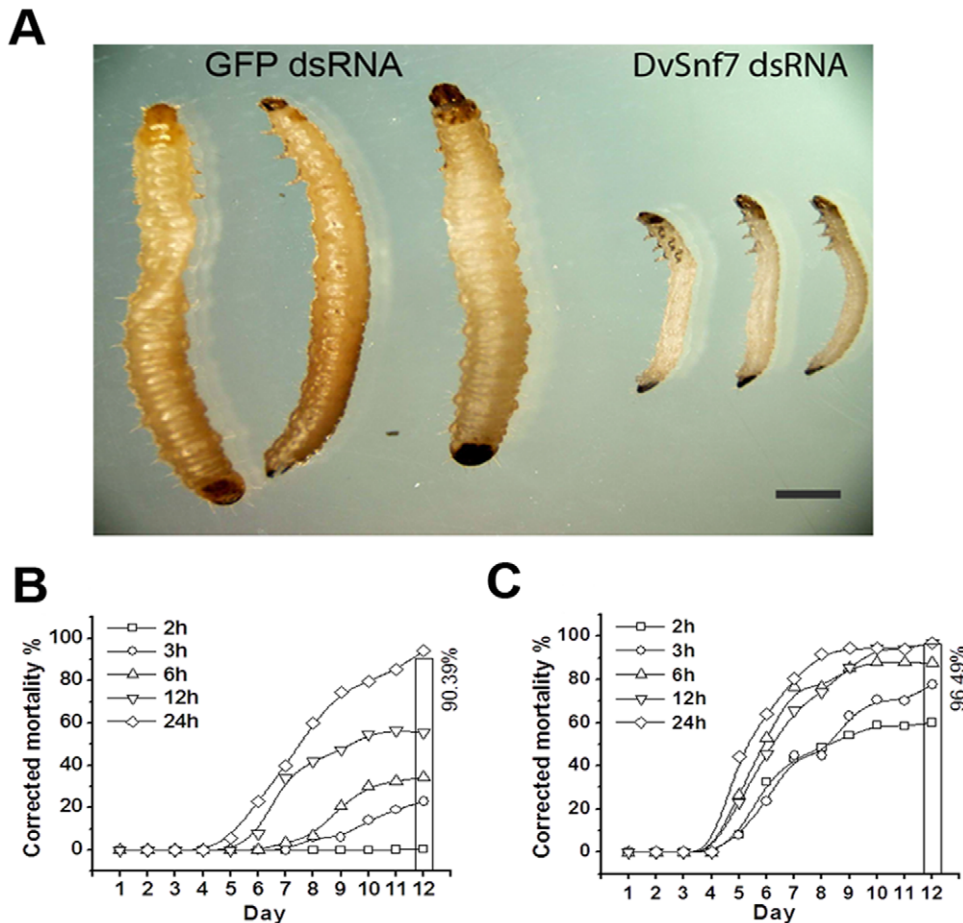 A
GFP dsRNA
DvSnf7 dsRNA
B
2h
3h
6h
12h
24h
Corrected mortality %
100
80
60
40
20
0
90.39%
1 2 3 4 5 6 7 8 9 10 11 12
Day
C
2h
3h
6h
12h
24h
Corrected mortality %
100
80
60
40
20
0
96.49%
1 2 3 4 5 6 7 8 9 10 11 12
Day